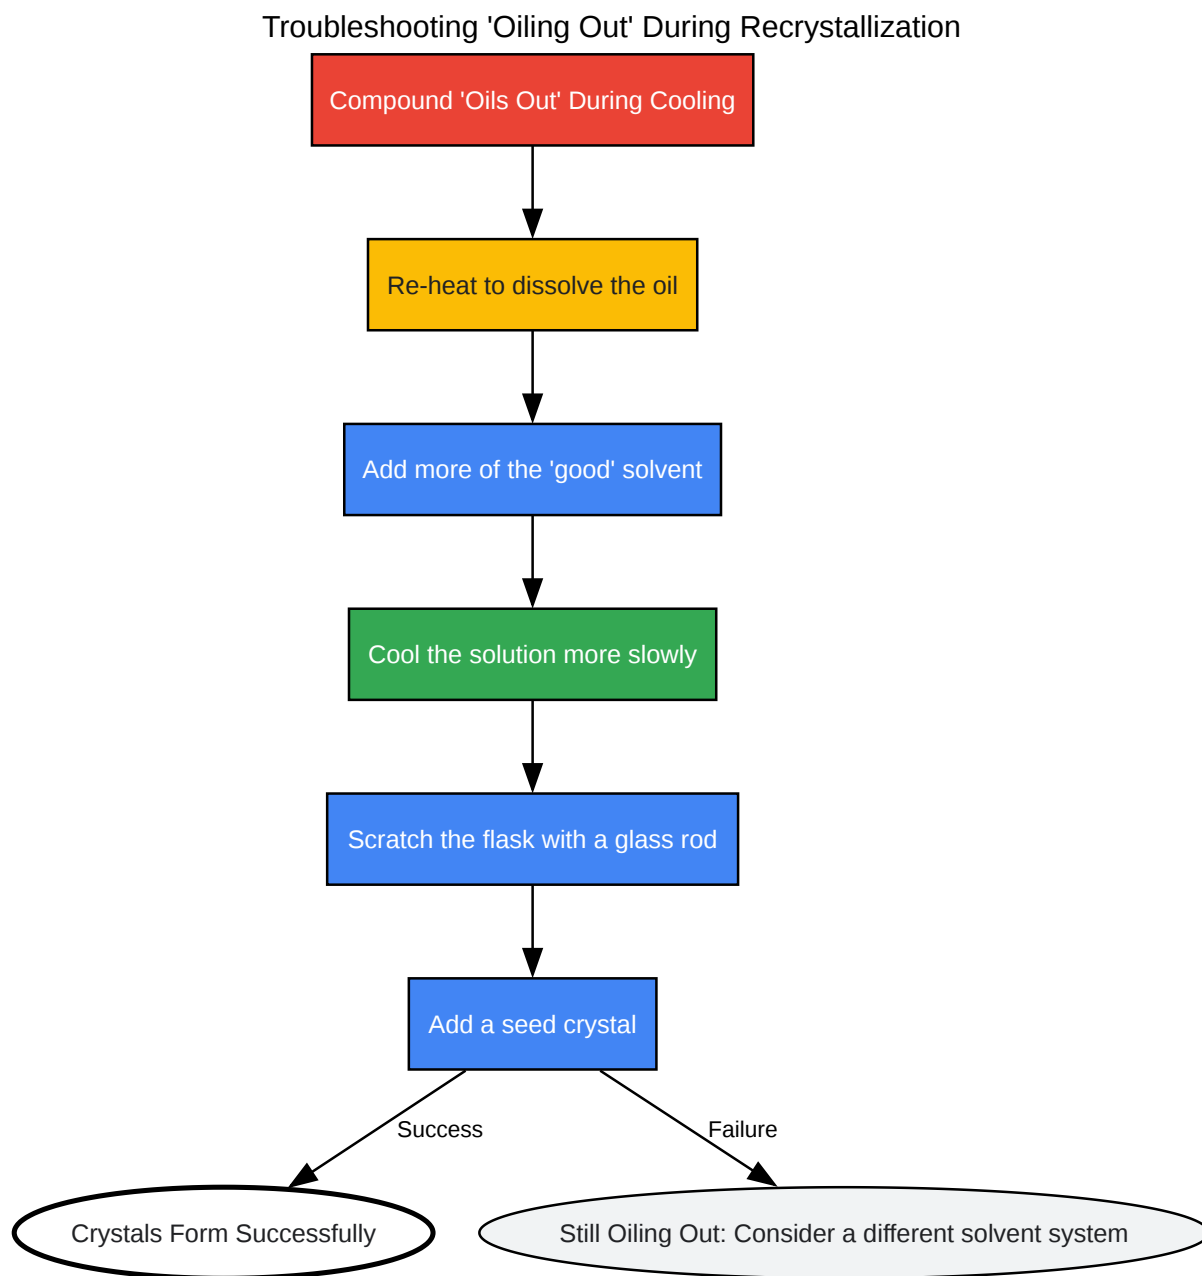 Troubleshooting 'Oiling Out' During Recrystallization
Compound 'Oils Out' During Cooling
Re-heat to dissolve the oil
Add more of the 'good' solvent
Cool the solution more slowly
Scratch the flask with a glass rod
Add a seed crystal
Success
Failure
Crystals Form Successfully
Still Oiling Out: Consider a different solvent system